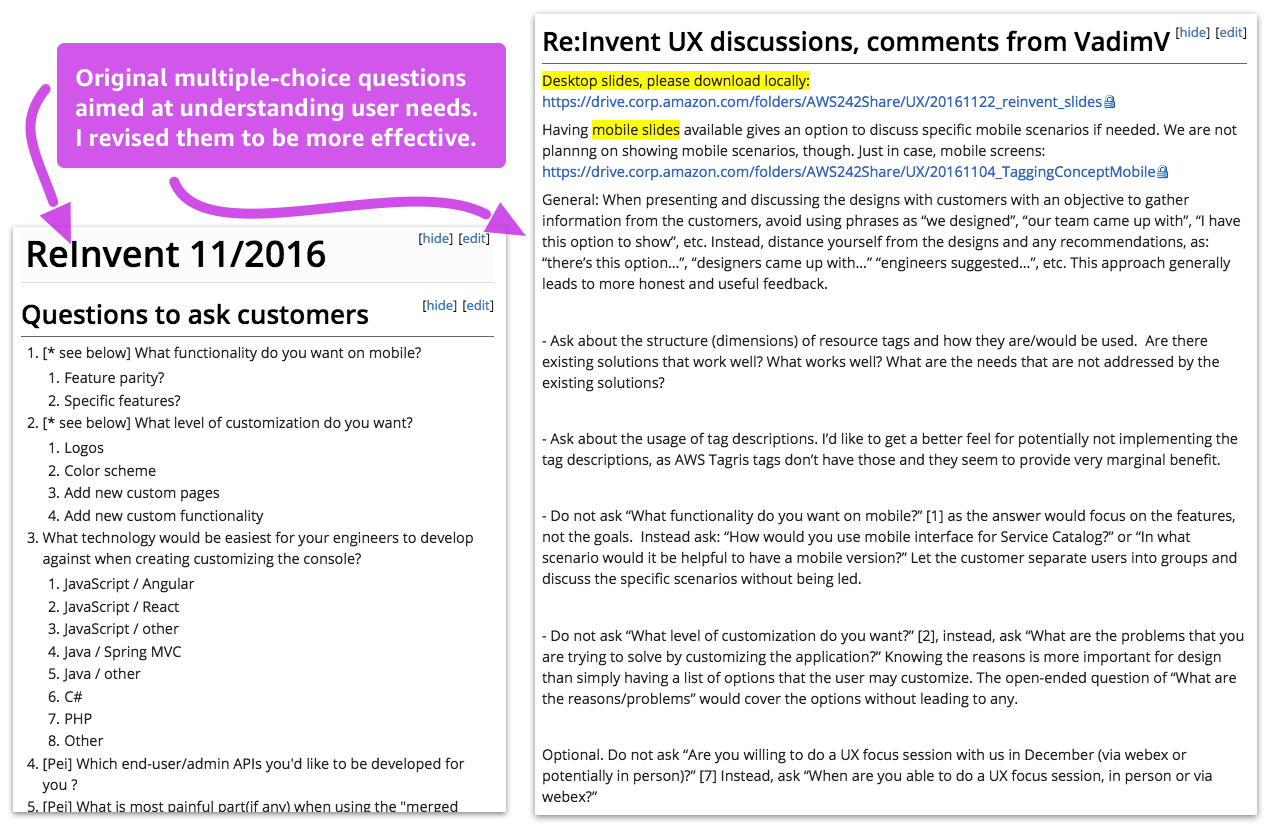 Original multiple-choice questions
aimed at understanding user needs.
I revised them to be more effective.
ReInvent 11/2016
[hide] [edit]
Questions to ask customers
[hide] [edit]
1. [* see below] What functionality do you want on mobile?
1. Feature parity?
2. Specific features?
2. [* see below] What level of customization do you want?
1. Logos
2. Color scheme
3. Add new custom pages
4. Add new custom functionality
3. What technology would be easiest for your engineers to develop
against when creating customizing the console?
1. JavaScript / Angular
2. JavaScript / React
3. JavaScript / other
4. Java / Spring MVC
5. Java / other
6. C#
7. PHP
8. Other
4. [Pei] Which end-user/admin APIs you'd like to be developed for
you ?
5. [Pei] What is most painful part(if any) when using the "merged
Re:Invent UX discussions, comments from VadimV
[hide] [edit]
Desktop slides, please download locally:
https://drive.corp.amazon.com/folders/AWS242Share/UX/20161122_reinvent_slides
Having mobile slides available gives an option to discuss specific mobile scenarios if needed. We are not
plannng on showing mobile scenarios, though. Just in case, mobile screens:
https://drive.corp.amazon.com/folders/AWS242Share/UX/20161104_TaggingConceptMobile
General: When presenting and discussing the designs with customers with an objective to gather
information from the customers, avoid using phrases as “we designed”, “our team came up with”, “I have
this option to show”, etc. Instead, distance yourself from the designs and any recommendations, as:
“there’s this option…”, “designers came up with…” “engineers suggested…”, etc. This approach generally
leads to more honest and useful feedback.
- Ask about the structure (dimensions) of resource tags and how they are/would be used.  Are there
existing solutions that work well? What works well? What are the needs that are not addressed by the
existing solutions?
- Ask about the usage of tag descriptions. I’d like to get a better feel for potentially not implementing the
tag descriptions, as AWS Tagris tags don’t have those and they seem to provide very marginal benefit.
- Do not ask “What functionality do you want on mobile?” [1] as the answer would focus on the features,
not the goals.  Instead ask: “How would you use mobile interface for Service Catalog?” or “In what
scenario would it be helpful to have a mobile version?” Let the customer separate users into groups and
discuss the specific scenarios without being led.
- Do not ask “What level of customization do you want?” [2], instead, ask “What are the problems that you
are trying to solve by customizing the application?” Knowing the reasons is more important for design
than simply having a list of options that the user may customize. The open-ended question of “What are
the reasons/problems” would cover the options without leading to any.
Optional. Do not ask “Are you willing to do a UX focus session with us in December (via webex or
potentially in person)?” [7] Instead, ask “When are you able to do a UX focus session, in person or via
webex?”